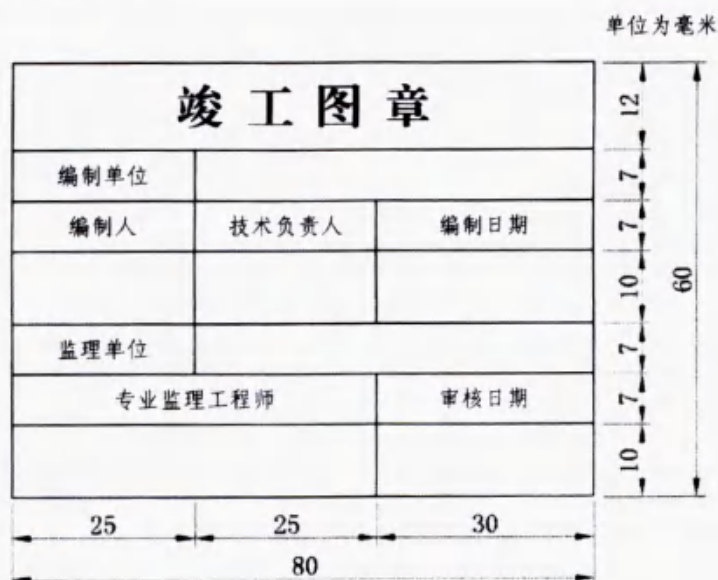 单位为毫米
竣工图章
12
编制单位
7
编制人 技术负责人 编制日期
7
10
60
监理单位
7
专业监理工程师 审核日期
7
10
25 25 30
80